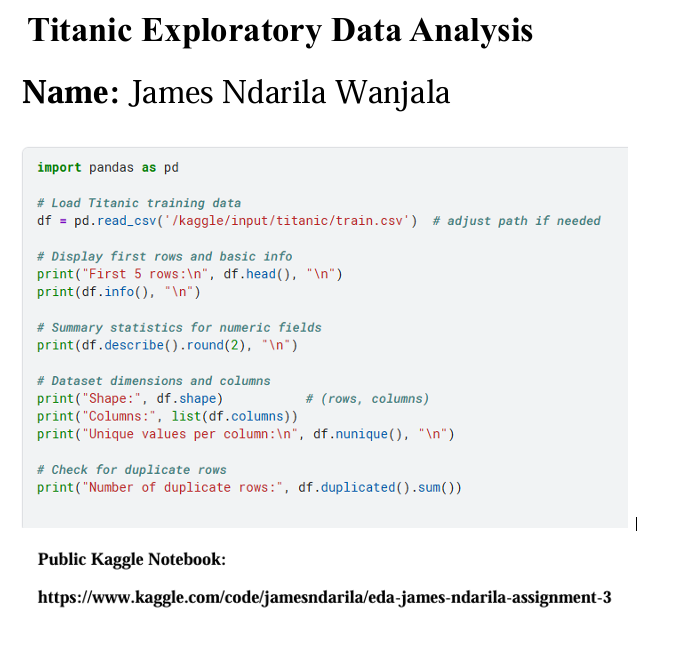 Titanic Exploratory Data Analysis
Name: James Ndarila Wanjala
import pandas as pd
# Load Titanic training data
df = pd.read_csv('/kaggle/input/titanic/train.csv')  # adjust path if needed
# Display first rows and basic info
print("First 5 rows:\n", df.head(), "\n")
print(df.info(), "\n")
# Summary statistics for numeric fields
print(df.describe().round(2), "\n")
# Dataset dimensions and columns
print("Shape:", df.shape)           # (rows, columns)
print("Columns:", list(df.columns))
print("Unique values per column:\n", df.nunique(), "\n")
# Check for duplicate rows
print("Number of duplicate rows:", df.duplicated().sum())
Public Kaggle Notebook:
https://www.kaggle.com/code/jamesndarila/eda-james-ndarila-assignment-3